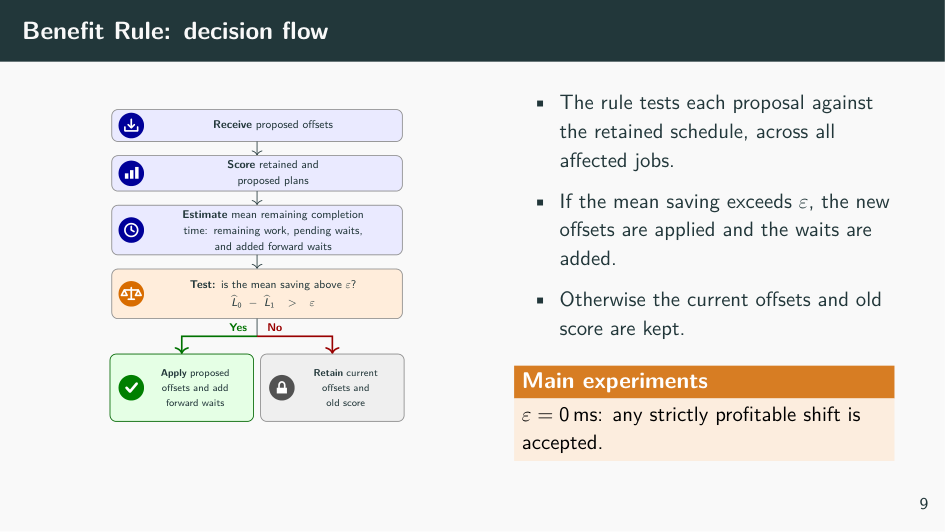 Benefit Rule: decision flow
Receive proposed offsets
Score retained and
proposed plans
Estimate mean remaining completion
time: remaining work, pending waits,
and added forward waits
Test: is the mean saving above ε?
L̂₀ − L̂₁ > ε
Yes No
Apply proposed
offsets and add
forward waits
Retain current
offsets and
old score
▪ The rule tests each proposal against
the retained schedule, across all
affected jobs.
▪ If the mean saving exceeds ε, the new
offsets are applied and the waits are
added.
▪ Otherwise the current offsets and old
score are kept.
Main experiments
ε = 0 ms: any strictly profitable shift is
accepted.
9